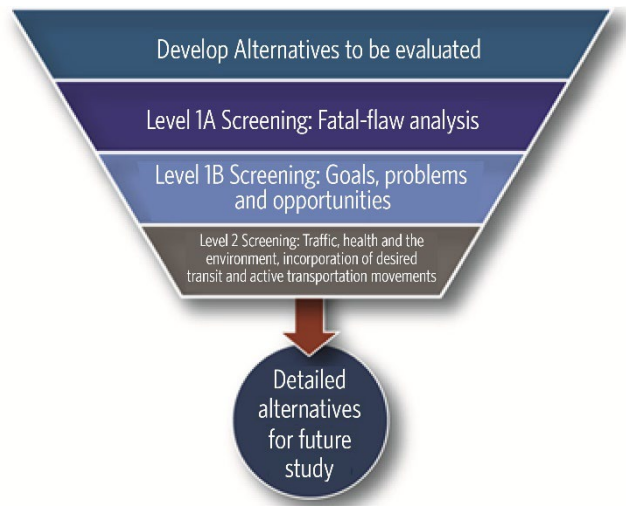 Develop Alternatives to be evaluated
Level 1A Screening: Fatal-flaw analysis
Level 1B Screening: Goals, problems
and opportunities
Level 2 Screening: Traffic, health and the
environment, incorporation of desired
transit and active transportation movements
Detailed
alternatives
for future
study